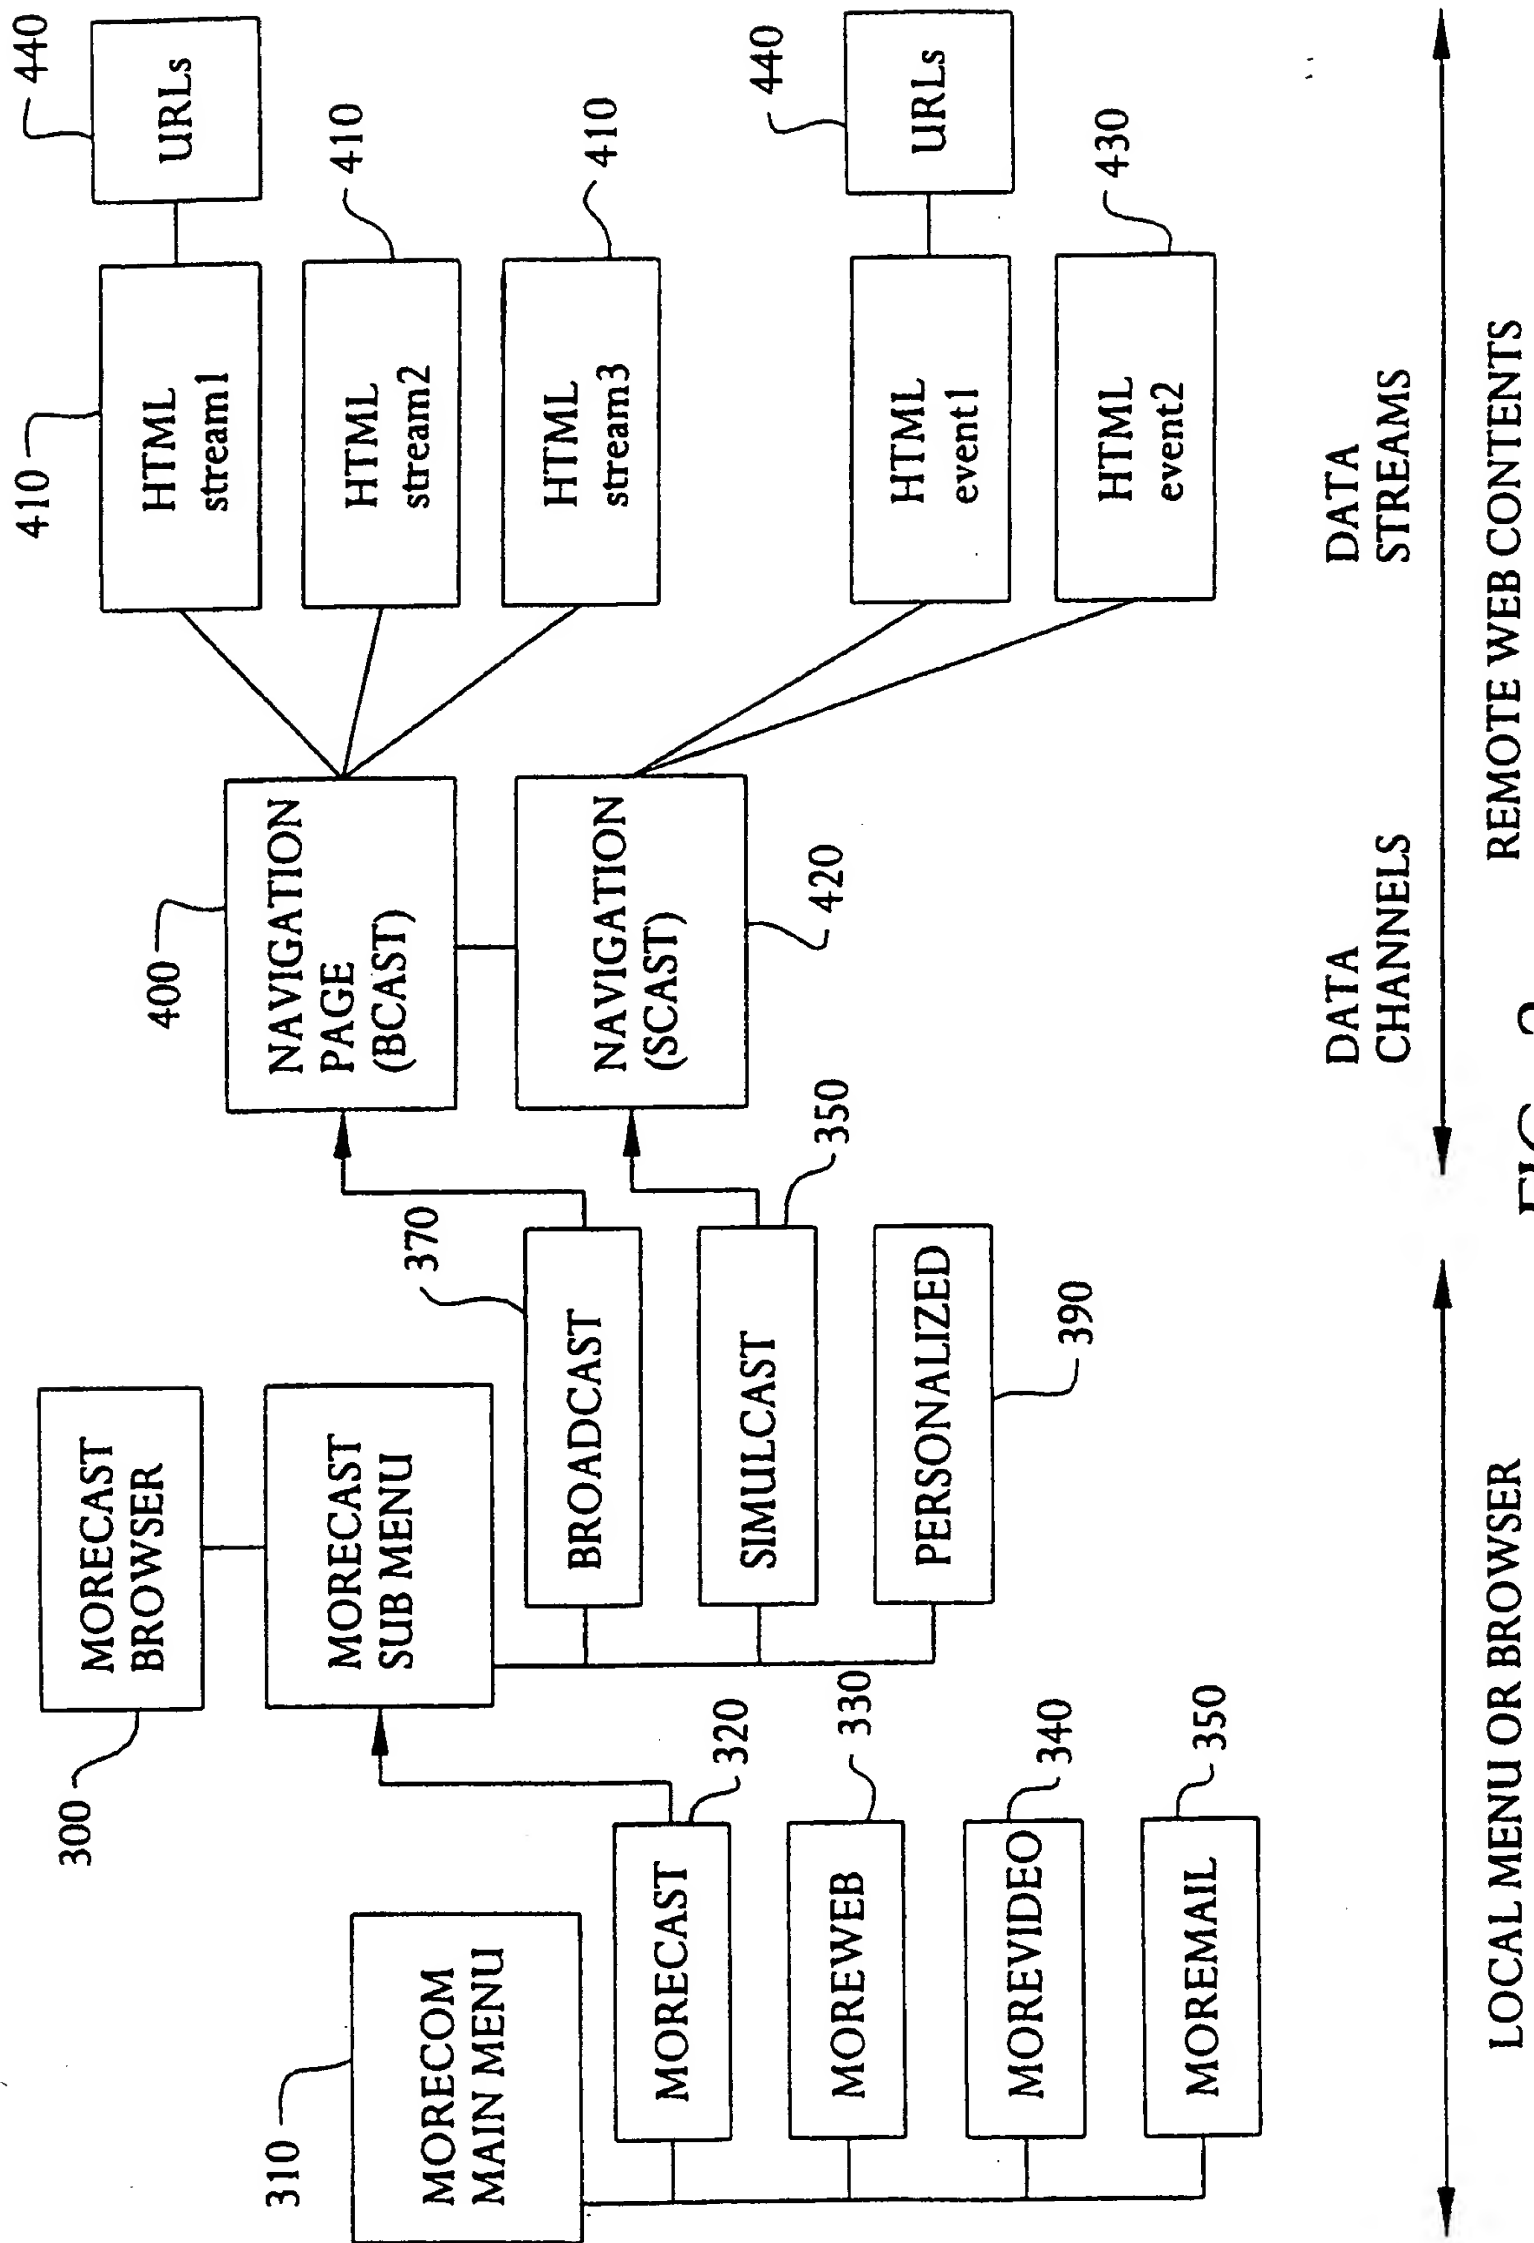 300
MORECAST
BROWSER
310
MORECOM
MAIN MENU
MORECAST
SUB MENU
320
MORECAST
330
MOREWEB
340
MOREVIDEO
350
MOREMAIL
370
BROADCAST
350
SIMULCAST
390
PERSONALIZED
400
NAVIGATION
PAGE
(BCAST)
420
NAVIGATION
(SCAST)
410
HTML
stream1
440
URLs
410
HTML
stream2
410
HTML
stream3
HTML
event1
440
URLs
430
HTML
event2
DATA
CHANNELS
DATA
STREAMS
LOCAL MENU OR BROWSER
REMOTE WEB CONTENTS